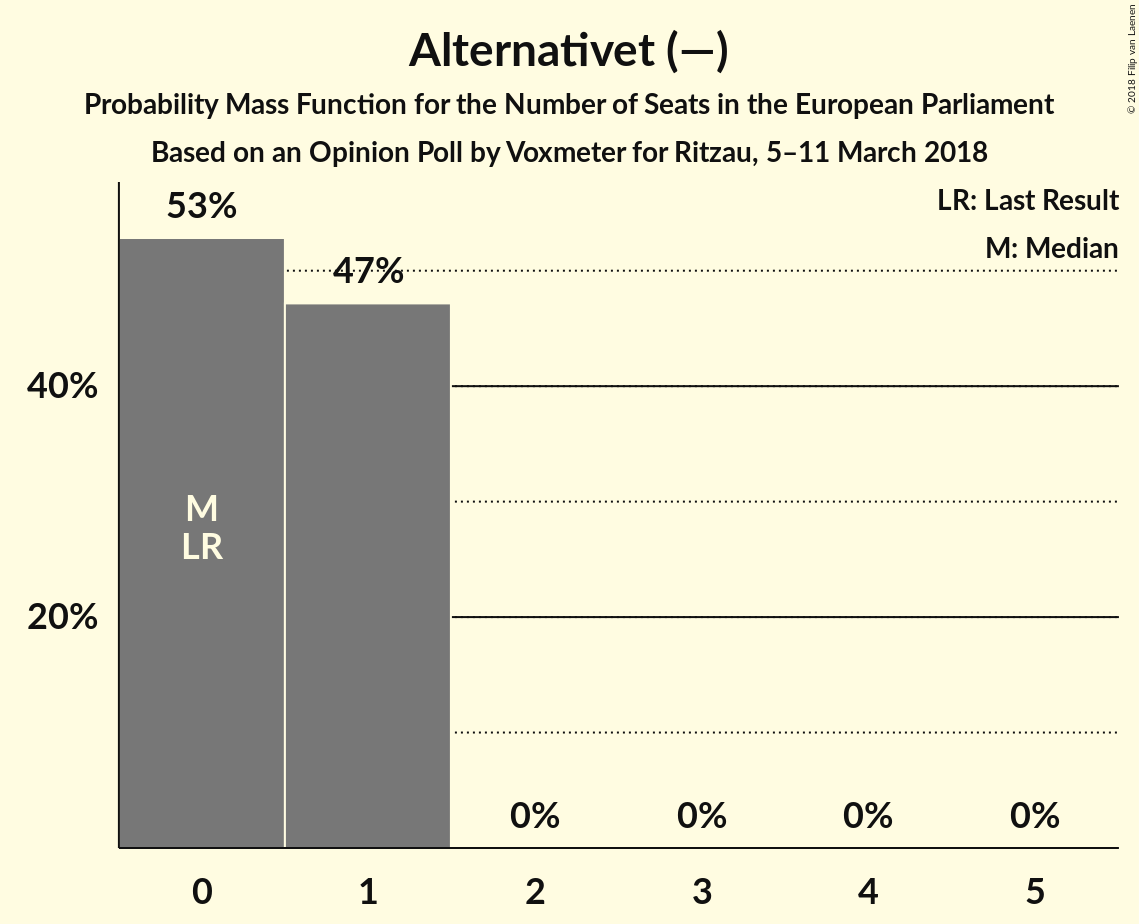 Alternativet (—)
Probability Mass Function for the Number of Seats in the European Parliament
Based on an Opinion Poll by Voxmeter for Ritzau, 5–11 March 2018
© 2018 Filip van Laenen
LR: Last Result
M: Median
53%
47%
40%
20%
M
LR
0% 0% 0% 0%
0 1 2 3 4 5